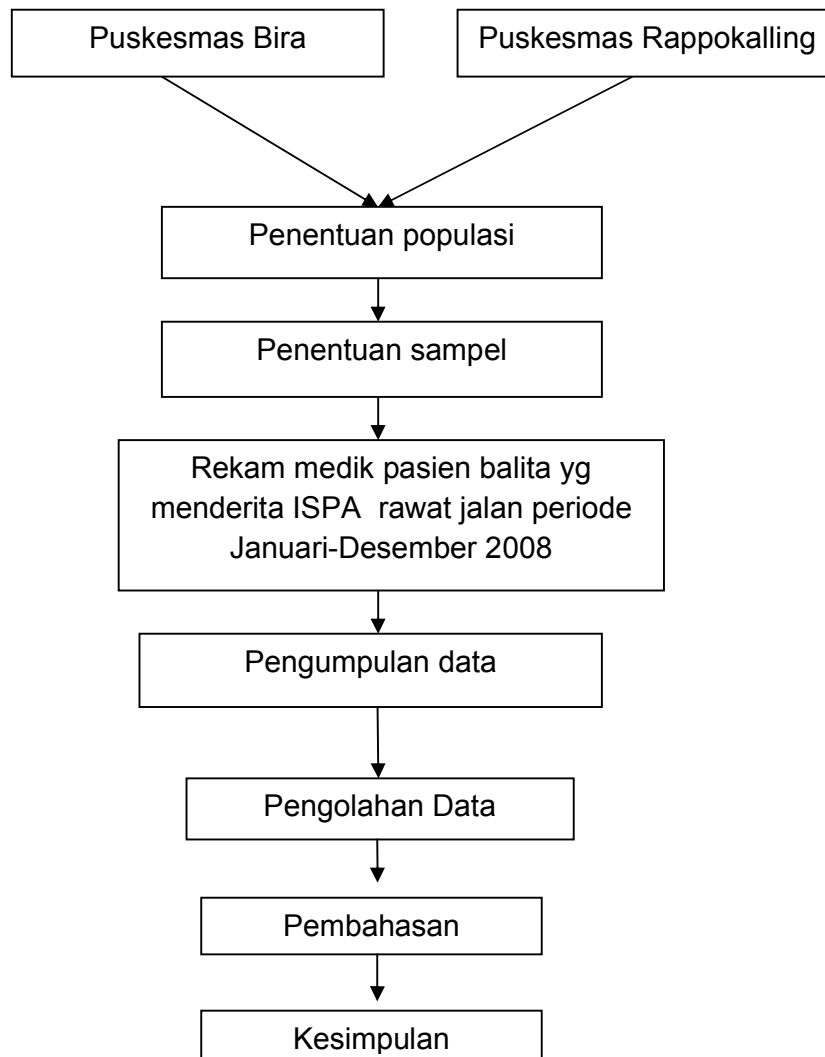 Puskesmas Bira
Puskesmas Rappokalling
Penentuan populasi
Penentuan sampel
Rekam medik pasien balita yg
menderita ISPA rawat jalan periode
Januari-Desember 2008
Pengumpulan data
Pengolahan Data
Pembahasan
Kesimpulan